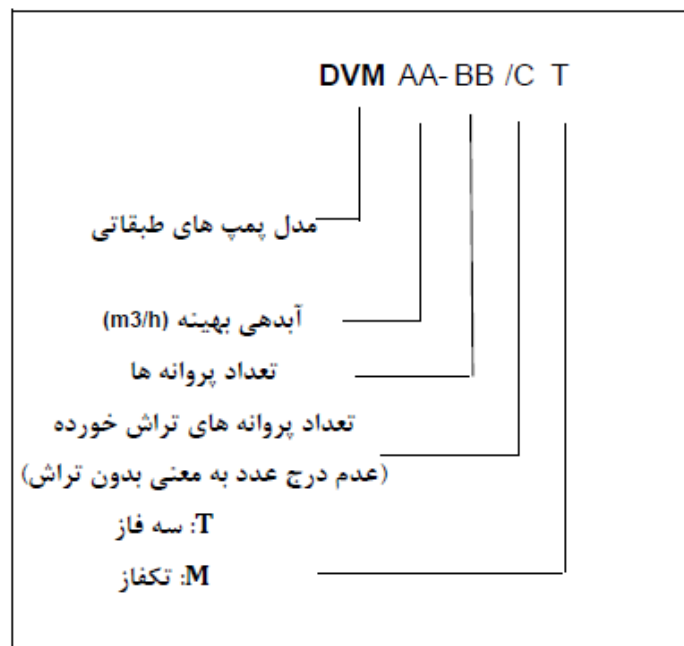 DVM AA- BB /C T
مدل پمپ های طبقاتی
آبدهی بهینه (m3/h)
تعداد پروانه ها
تعداد پروانه های تراش خورده
(عدم درج عدد به معنی بدون تراش)
T: سه فاز
M: تکفاز